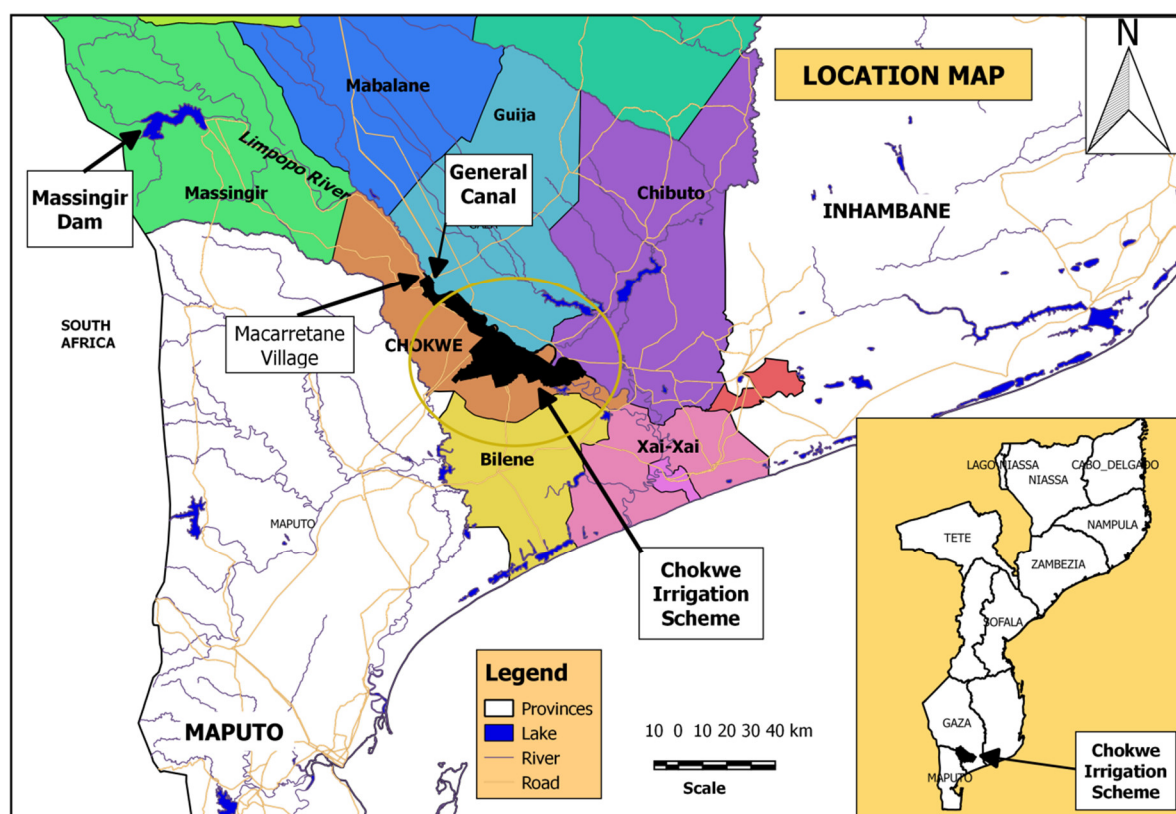 LOCATION MAP
N
Mabalane
Guija
Limpopo River
General
Canal
Massingir
Dam
Massingir
Chibuto
INHAMBANE
SOUTH
AFRICA
Macarretane
Village
CHOKWE
Bilene
Xai-Xai
MAPUTO
Chokwe
Irrigation
Scheme
MAPUTO
Legend
Provinces
Lake
River
Road
10 0 10 20 30 40 km
Scale
LAGO NIASSA
NIASSA
CABO_DELGADO
NAMPULA
TETE
ZAMBEZIA
SOFALA
GAZA
MAPUTO
Chokwe
Irrigation
Scheme